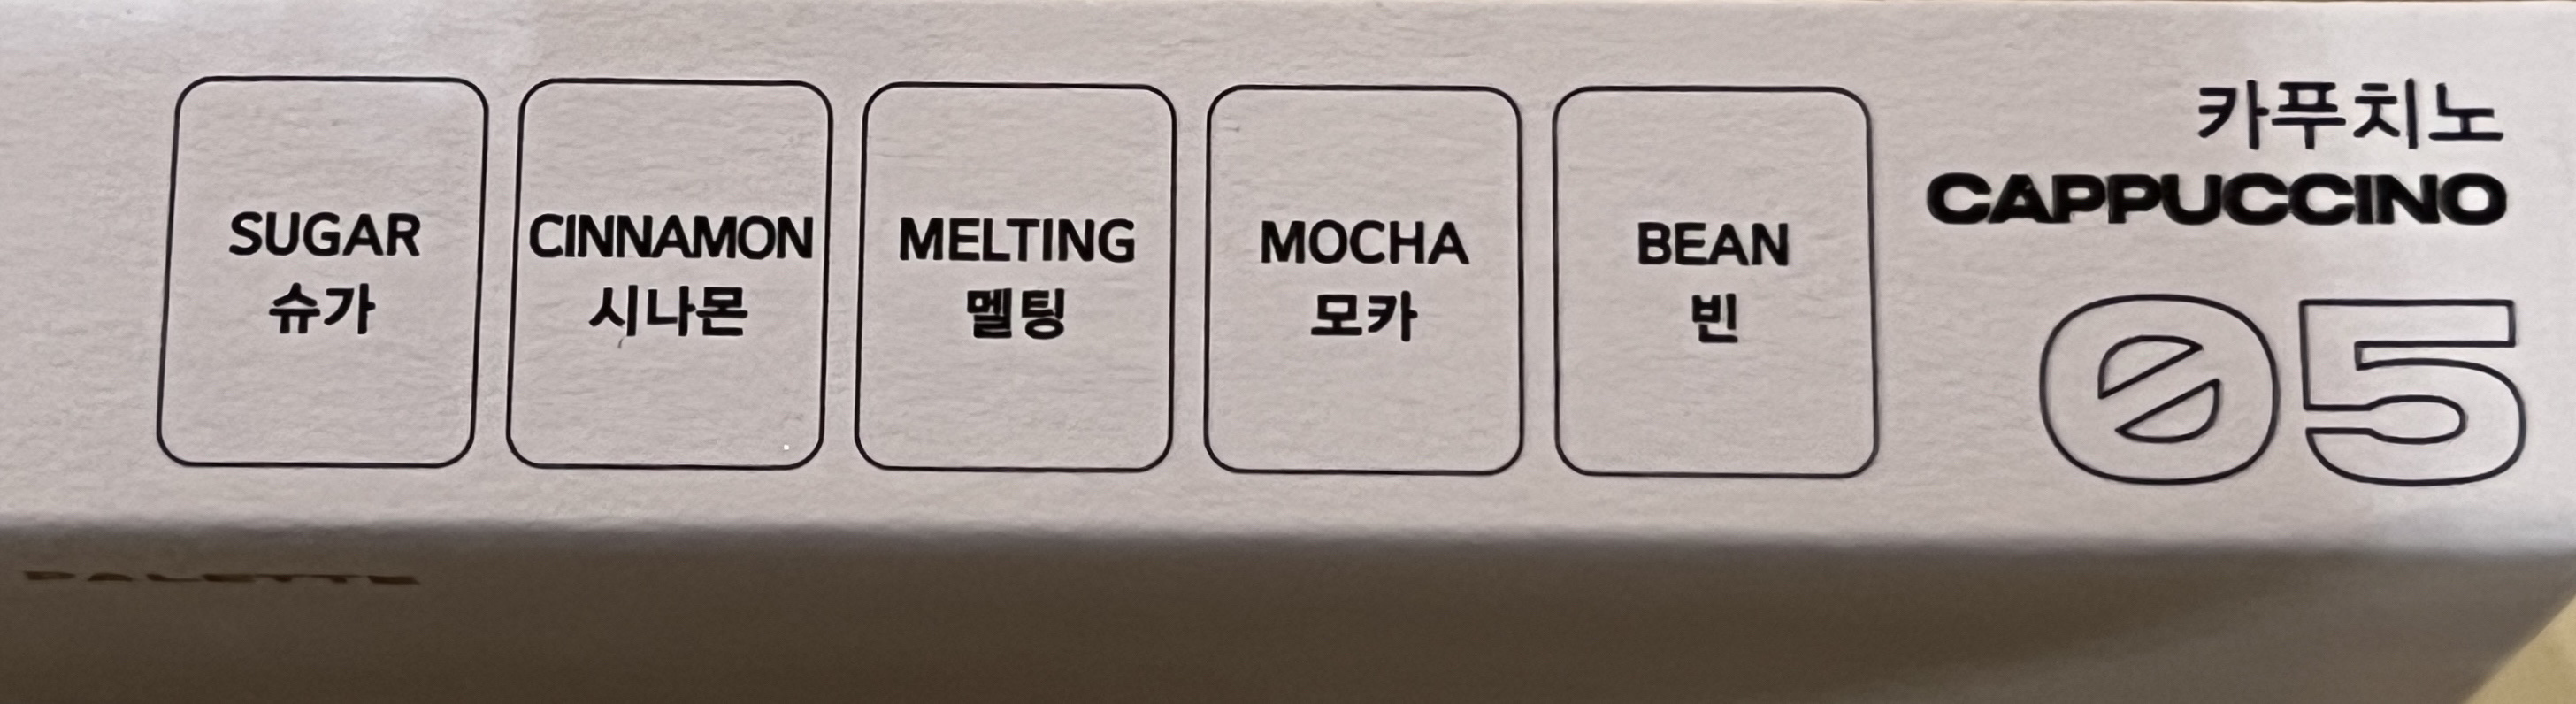 SUGAR
슈가
CINNAMON
시나몬
MELTING
멜팅
MOCHA
모카
BEAN
빈
카푸치노
CAPPUCCINO
05
PALETTE